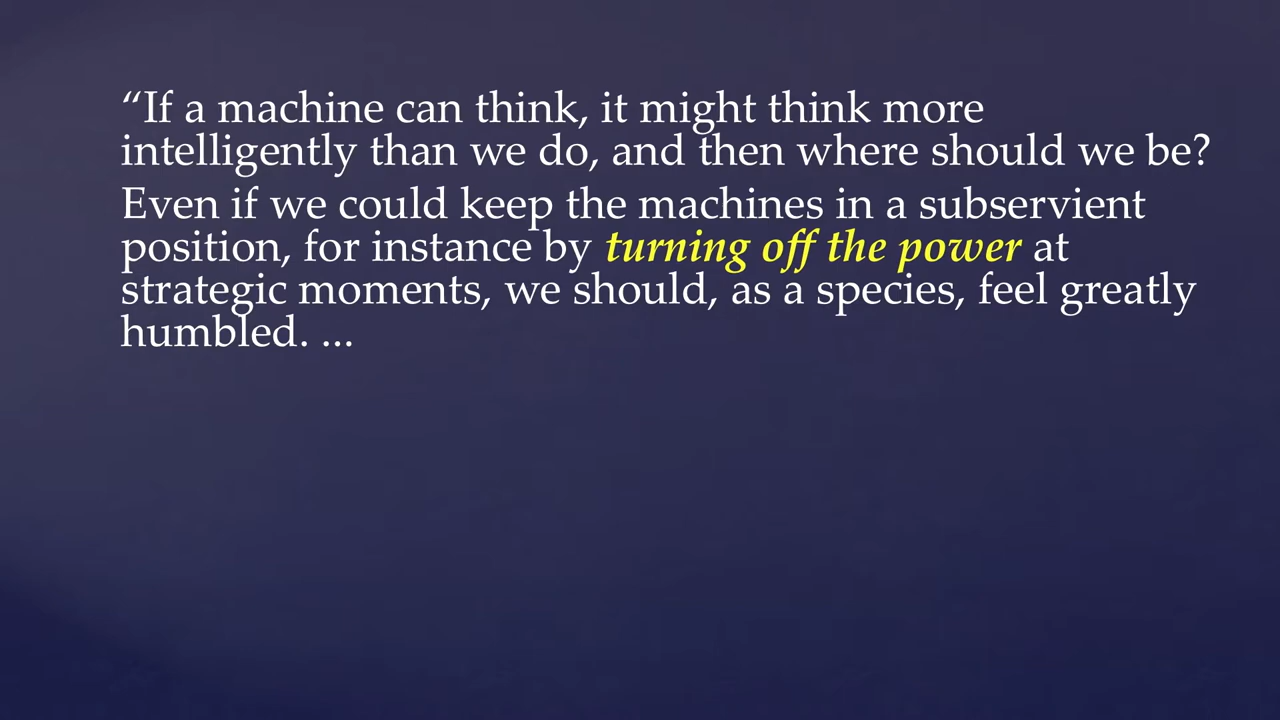 “If a machine can think, it might think more
intelligently than we do, and then where should we be?
Even if we could keep the machines in a subservient
position, for instance by turning off the power at
strategic moments, we should, as a species, feel greatly
humbled. ...